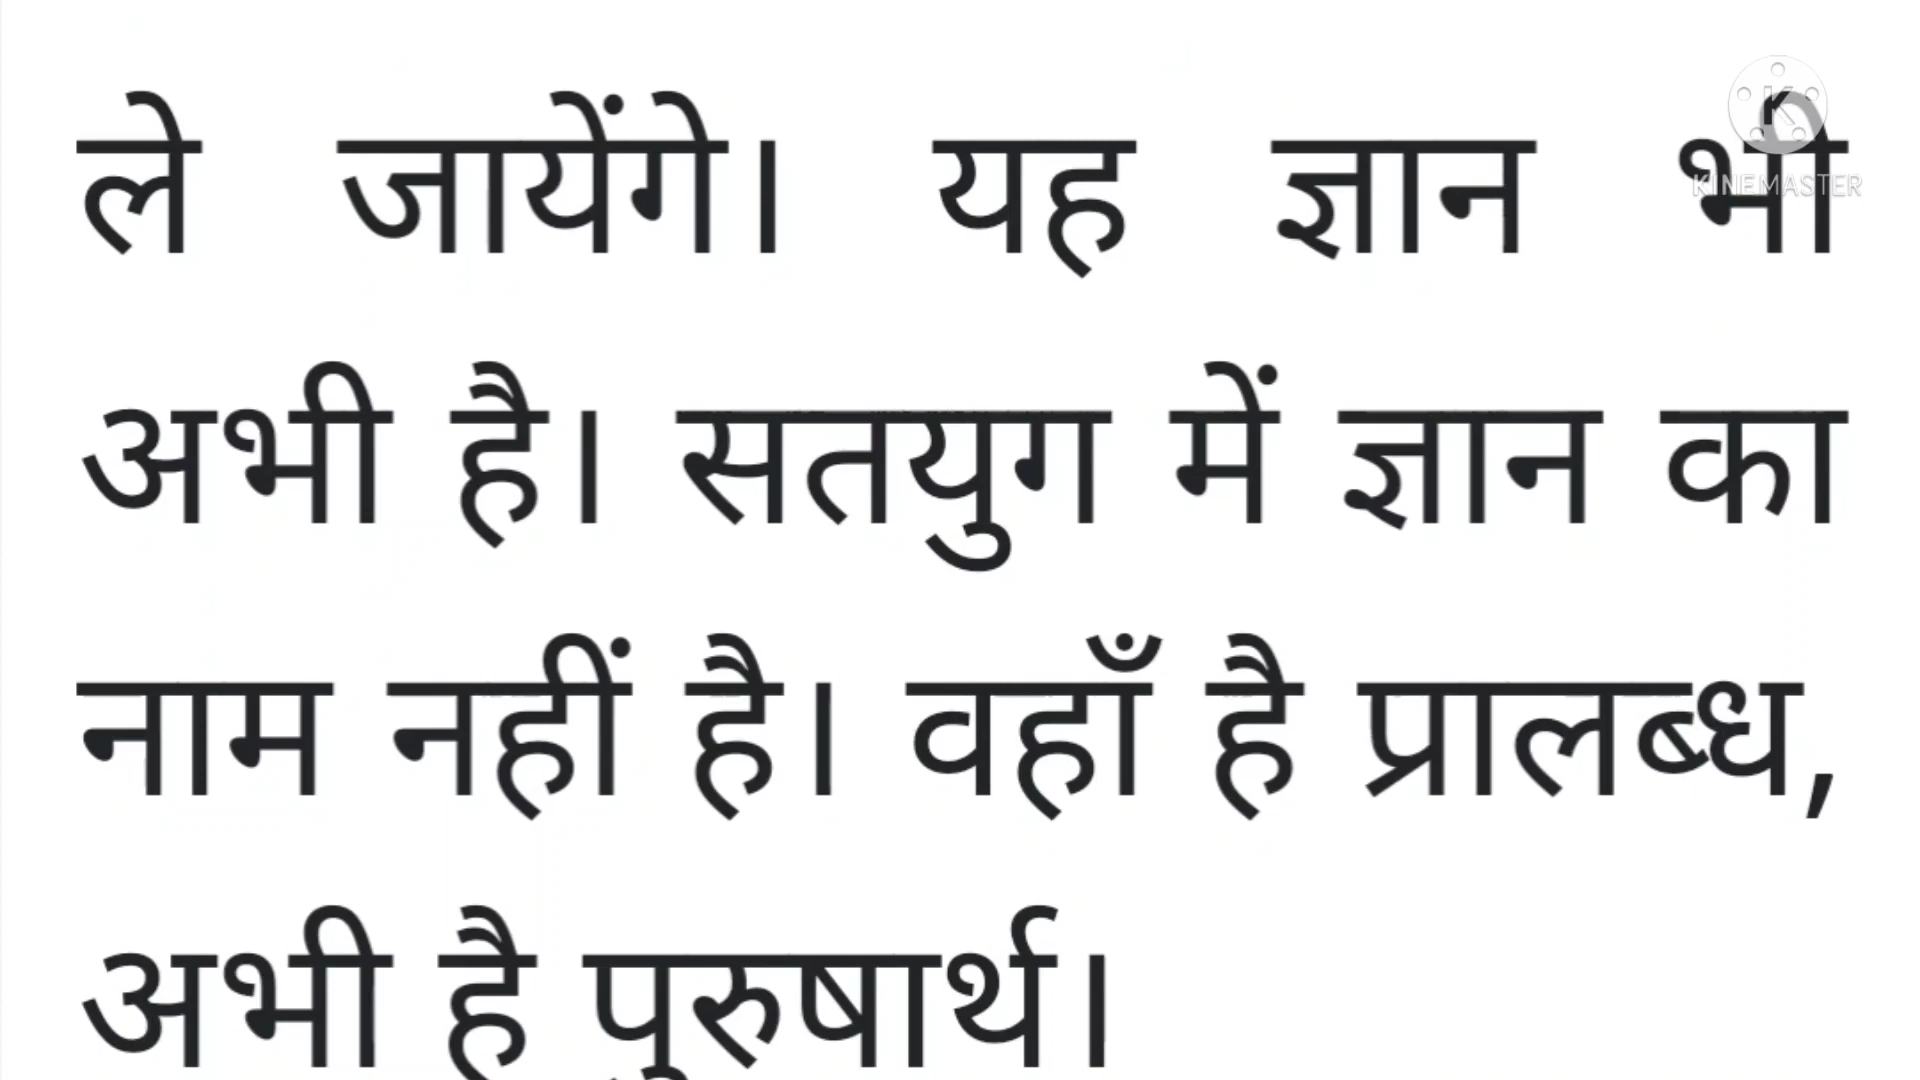 ले जायेंगे। यह ज्ञान भी
KINEMASTER
अभी है। सतयुग में ज्ञान का
नाम नहीं है। वहाँ है प्रालब्ध,
अभी है पुरुषार्थ।